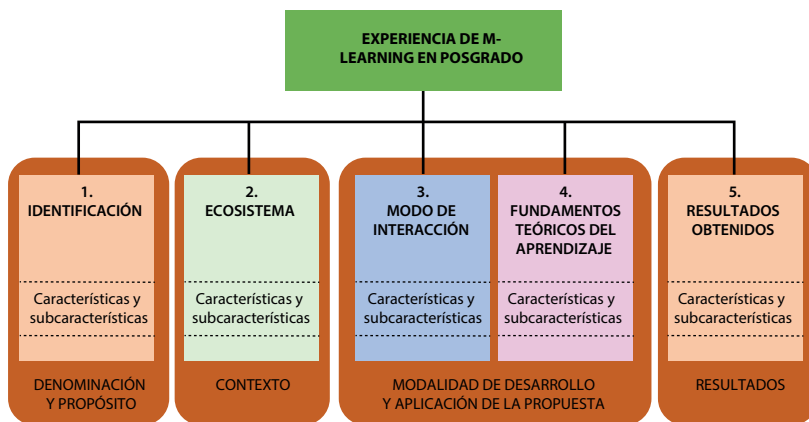 EXPERIENCIA DE M-
LEARNING EN POSGRADO
1.
IDENTIFICACIÓN
Características y
subcaracterísticas
DENOMINACIÓN
Y PROPÓSITO
2.
ECOSISTEMA
Características y
subcaracterísticas
CONTEXTO
3.
MODO DE
INTERACCIÓN
Características y
subcaracterísticas
4.
FUNDAMENTOS
TEÓRICOS DEL
APRENDIZAJE
Características y
subcaracterísticas
MODALIDAD DE DESARROLLO
Y APLICACIÓN DE LA PROPUESTA
5.
RESULTADOS
OBTENIDOS
Características y
subcaracterísticas
RESULTADOS